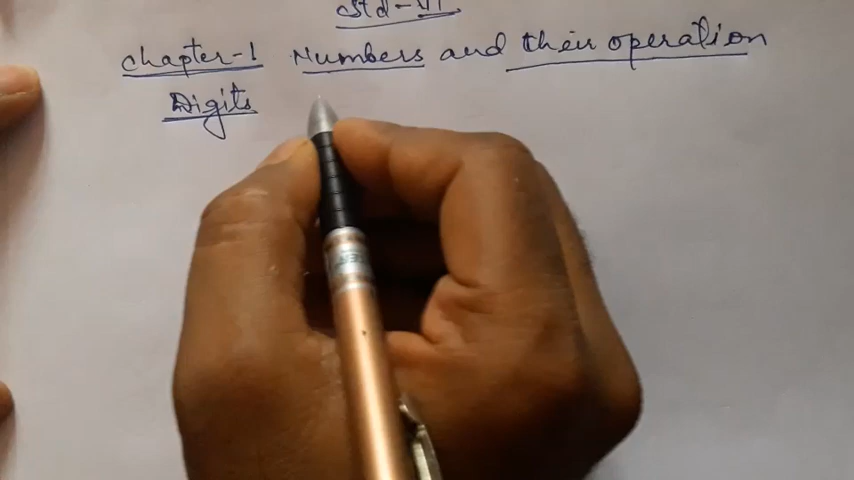 Std-VI
Chapter-1 Numbers and their operation
Digits